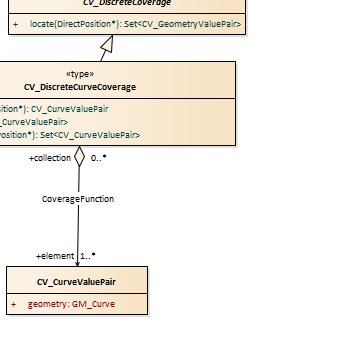 CV_DiscreteCoverage
+ locate(DirectPosition*): Set<CV_GeometryValuePair>
«type»
CV_DiscreteCurveCoverage
sition*): CV_CurveValuePair
_CurveValuePair>
Position*): Set<CV_CurveValuePair>
+collection 0..*
CoverageFunction
+element 1..*
CV_CurveValuePair
+ geometry: GM_Curve